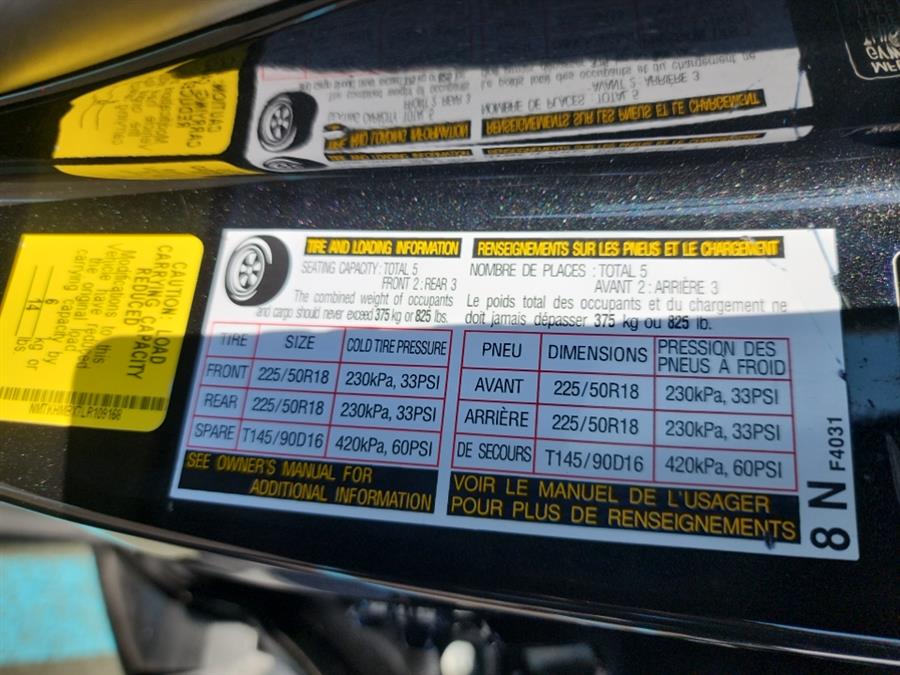 CAUTION: LOAD
CARRYING CAPACITY
REDUCED
Modifications to this
Vehicle have reduced
the original load
carrying capacity by
6 kg or
14 lbs
TIRE AND LOADING INFORMATION
SEATING CAPACITY : TOTAL 5
FRONT 2 : REAR 3
The combined weight of occupants
and cargo should never exceed 375 kg or 825 lbs.
TIRE SIZE COLD TIRE PRESSURE
FRONT 225/50R18 230kPa, 33PSI
REAR 225/50R18 230kPa, 33PSI
SPARE T145/90D16 420kPa, 60PSI
SEE OWNER'S MANUAL FOR
ADDITIONAL INFORMATION
RENSEIGNEMENTS SUR LES PNEUS ET LE CHARGEMENT
NOMBRE DE PLACES : TOTAL 5
AVANT 2 : ARRIÈRE 3
Le poids total des occupants et du chargement ne
doit jamais dépasser 375 kg ou 825 lb.
PNEU DIMENSIONS PRESSION DES
PNEUS À FROID
AVANT 225/50R18 230kPa, 33PSI
ARRIÈRE 225/50R18 230kPa, 33PSI
DE SECOURS T145/90D16 420kPa, 60PSI
VOIR LE MANUEL DE L'USAGER
POUR PLUS DE RENSEIGNEMENTS
8 N F4031